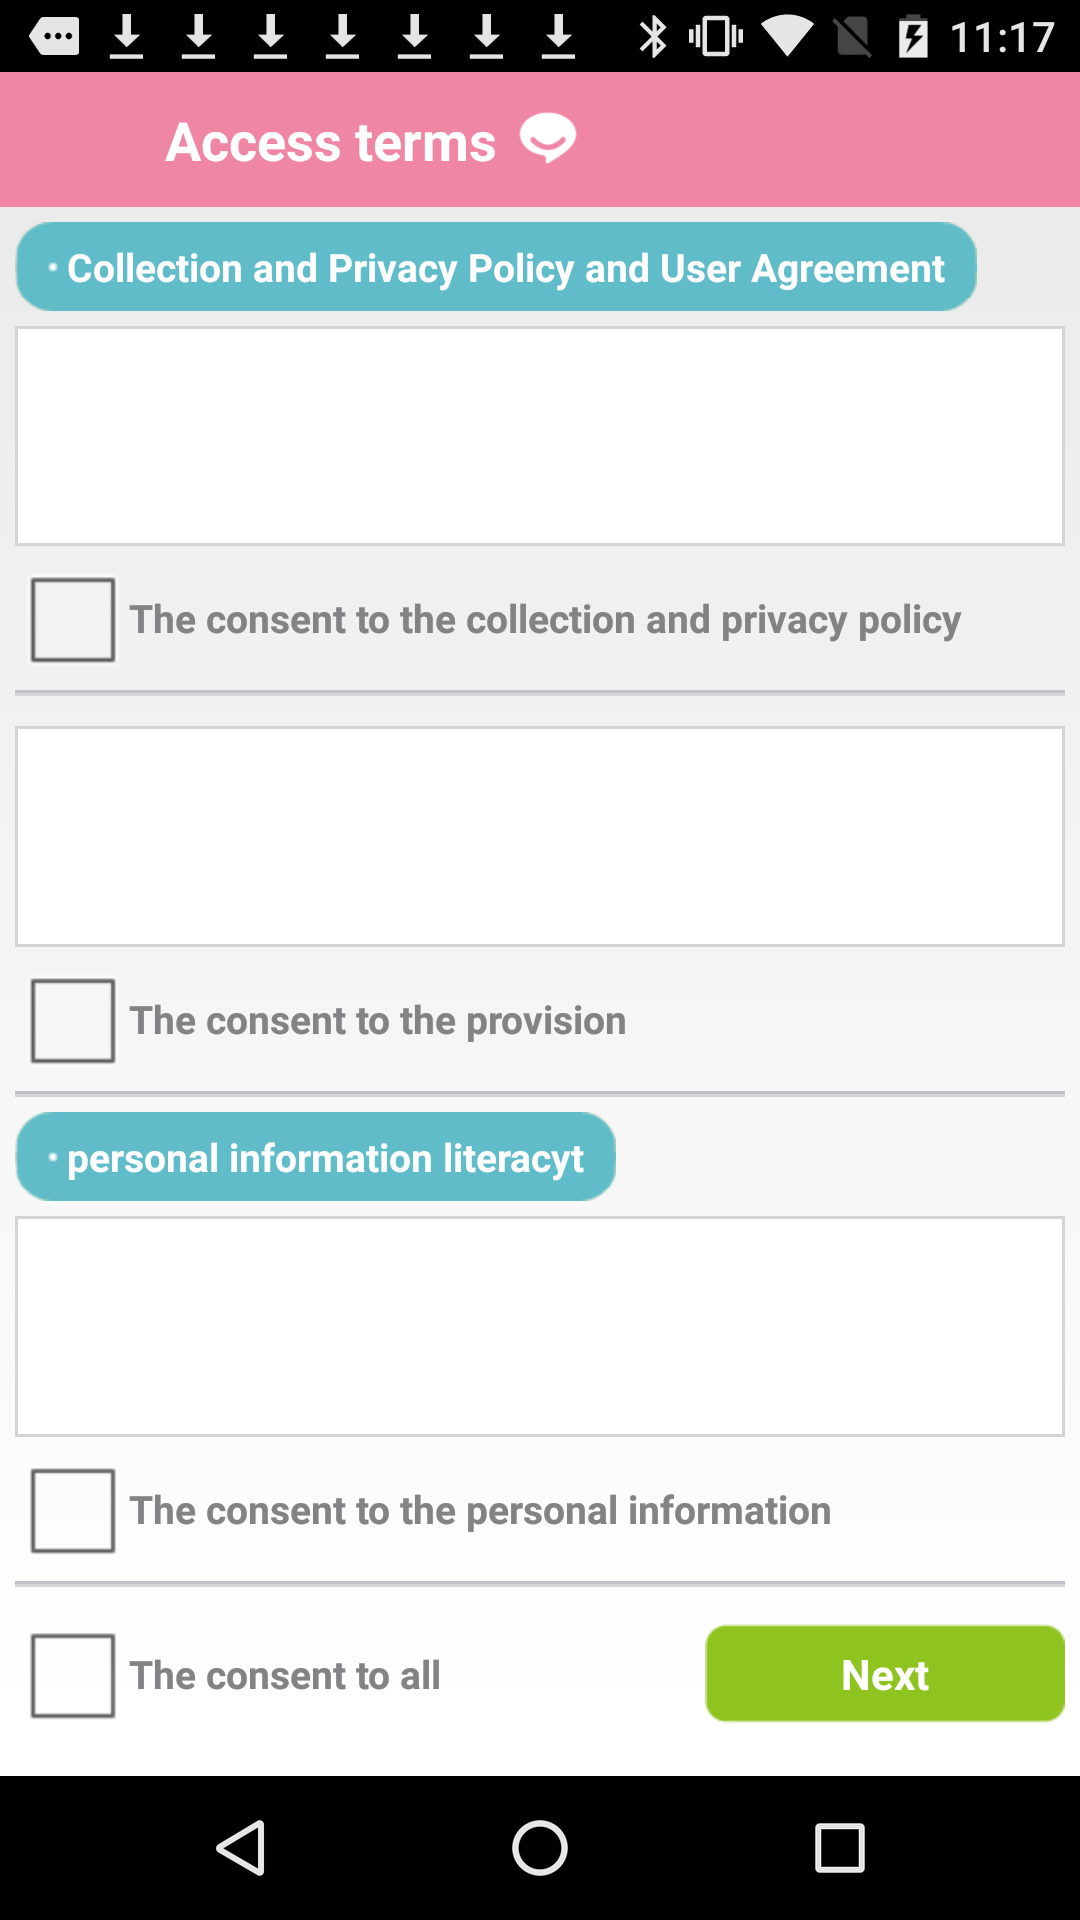 11:17
Access terms
Collection and Privacy Policy and User Agreement
The consent to the collection and privacy policy
The consent to the provision
personal information literacyt
The consent to the personal information
The consent to all
Next